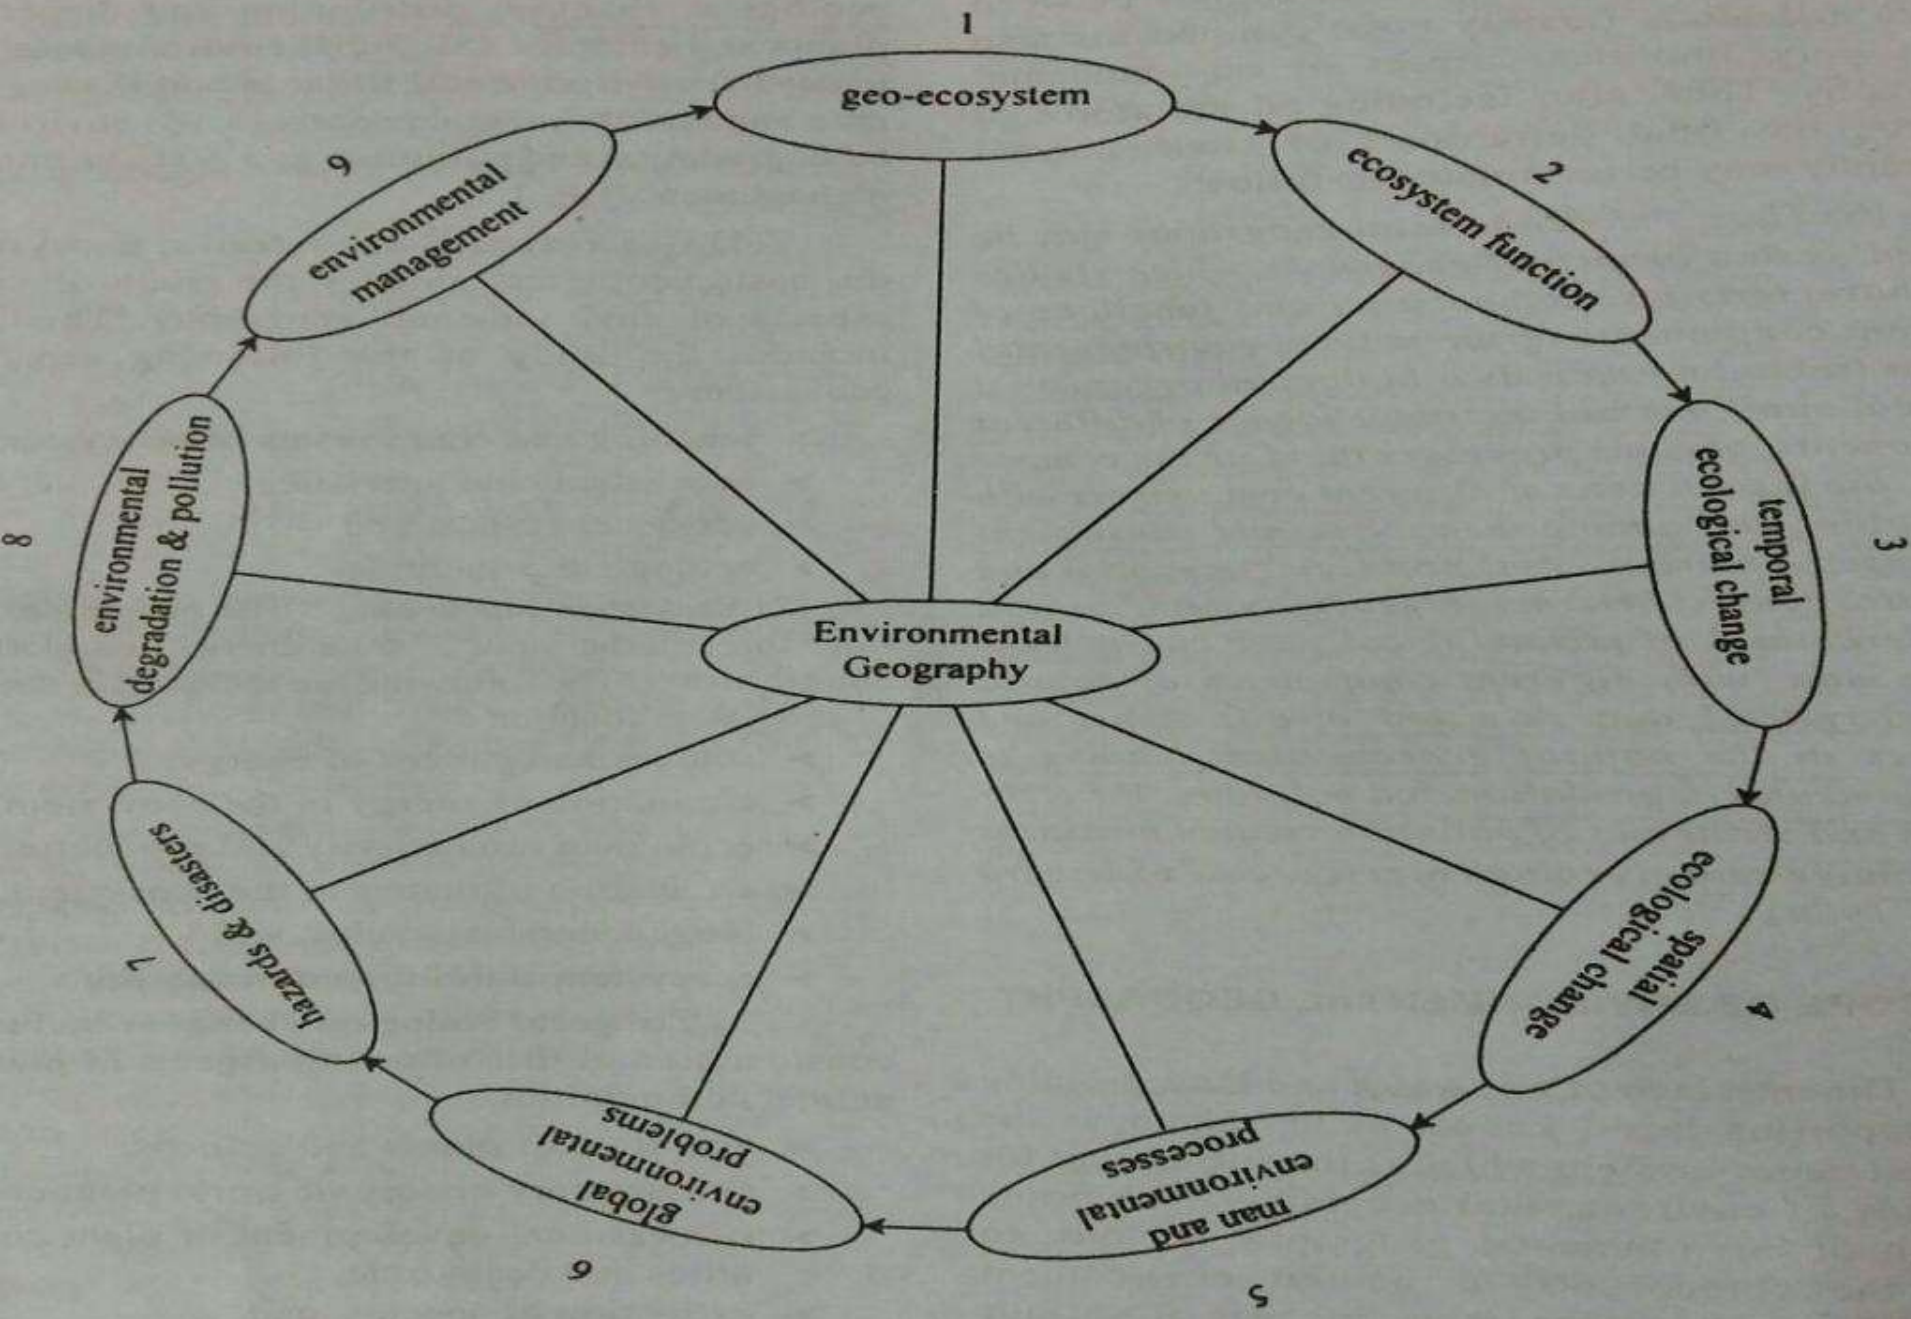 1
geo-ecosystem
2
ecosystem function
3
temporal
ecological change
4
spatial
ecological change
5
man and
environmental
processes
6
global
environmental
problems
7
hazards & disasters
8
environmental
degradation & pollution
9
environmental
management
Environmental
Geography